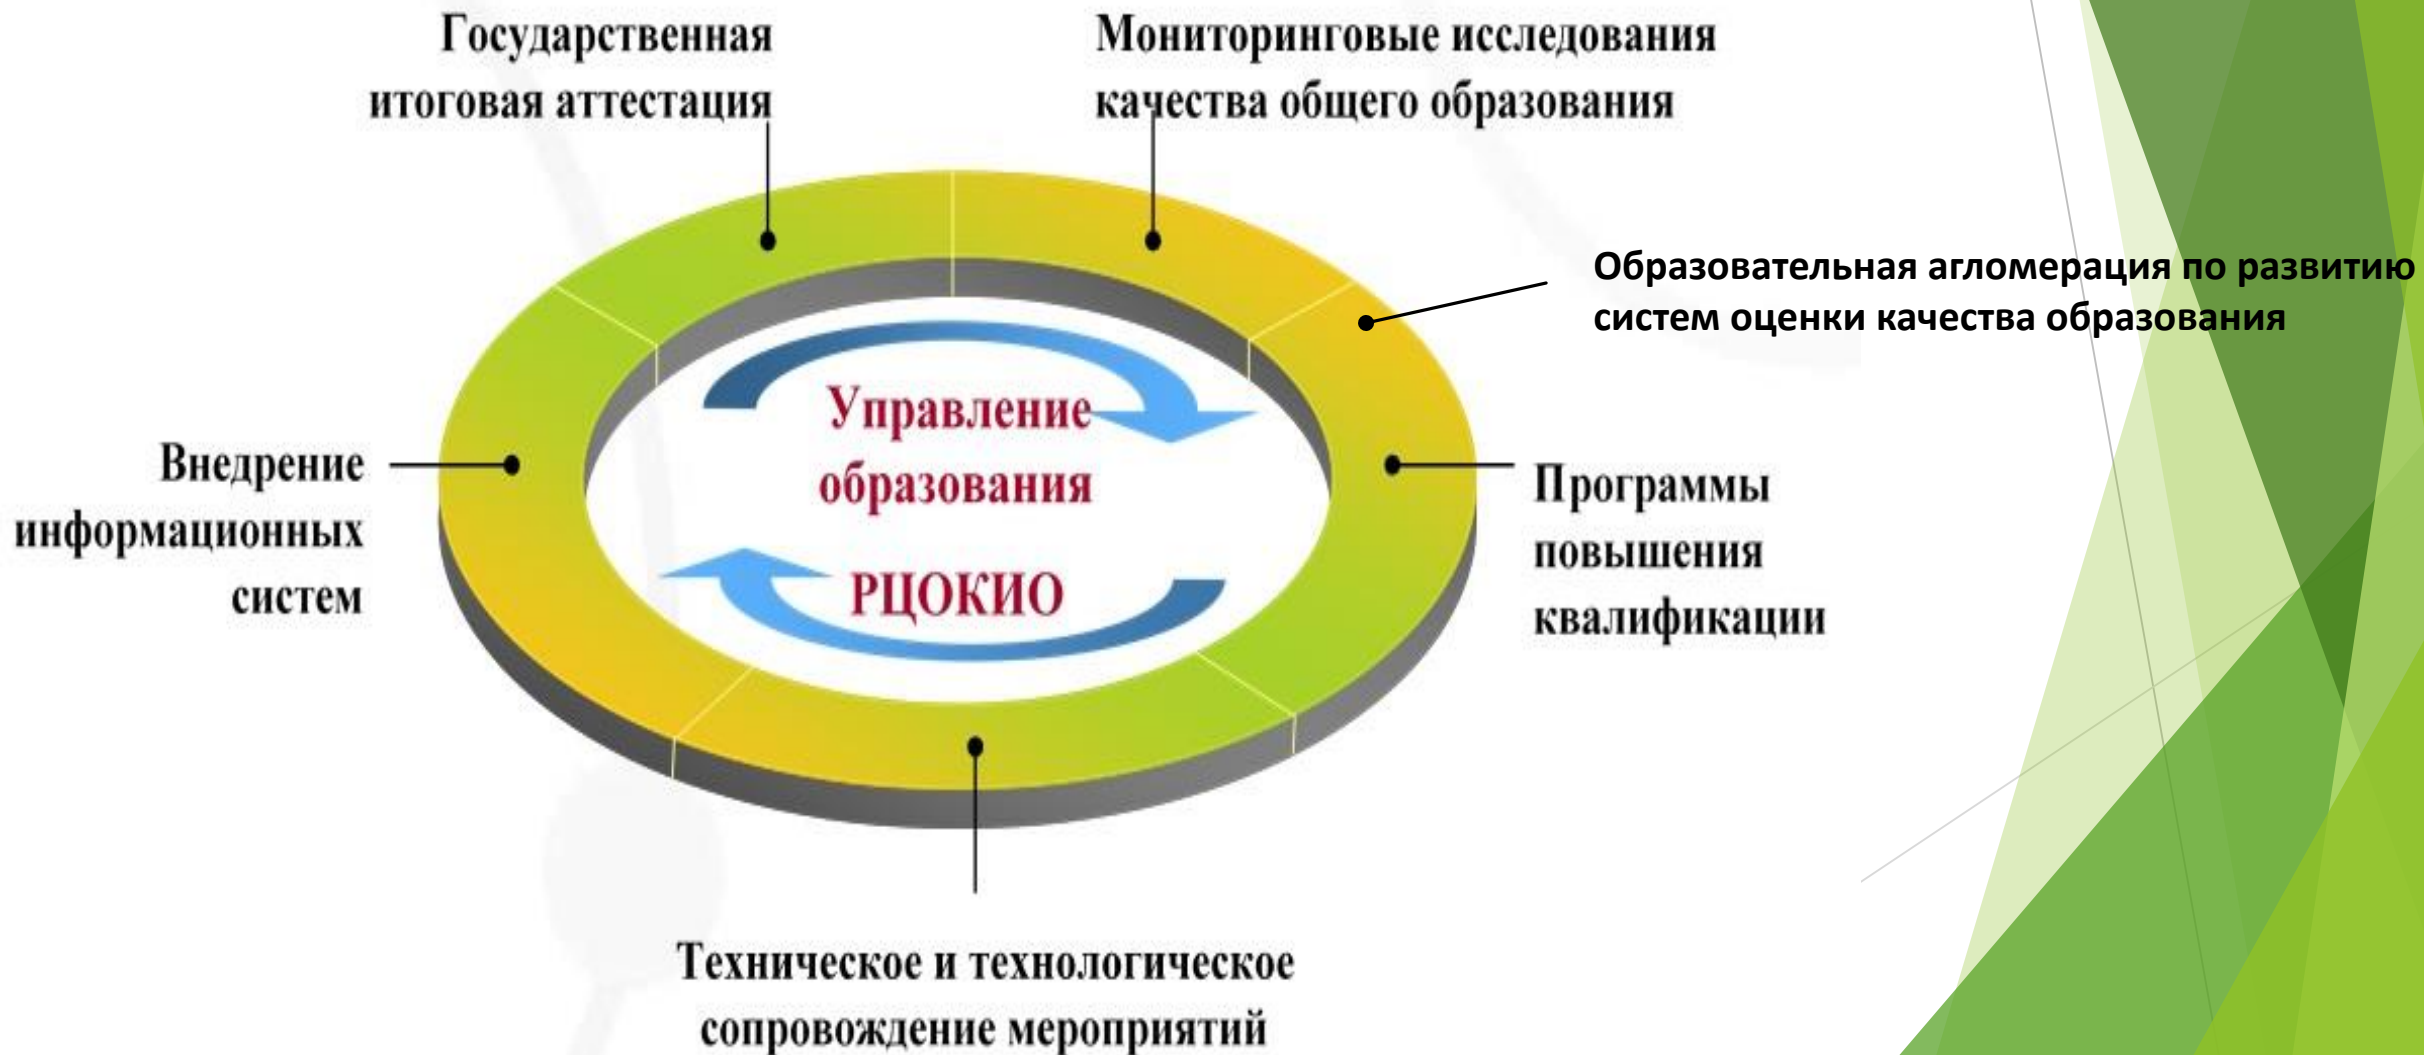 Государственная
итоговая аттестация
Мониторинговые исследования
качества общего образования
Образовательная агломерация по развитию
систем оценки качества образования
Управление
образования
РЦОКИО
Внедрение
информационных
систем
Программы
повышения
квалификации
Техническое и технологическое
сопровождение мероприятий